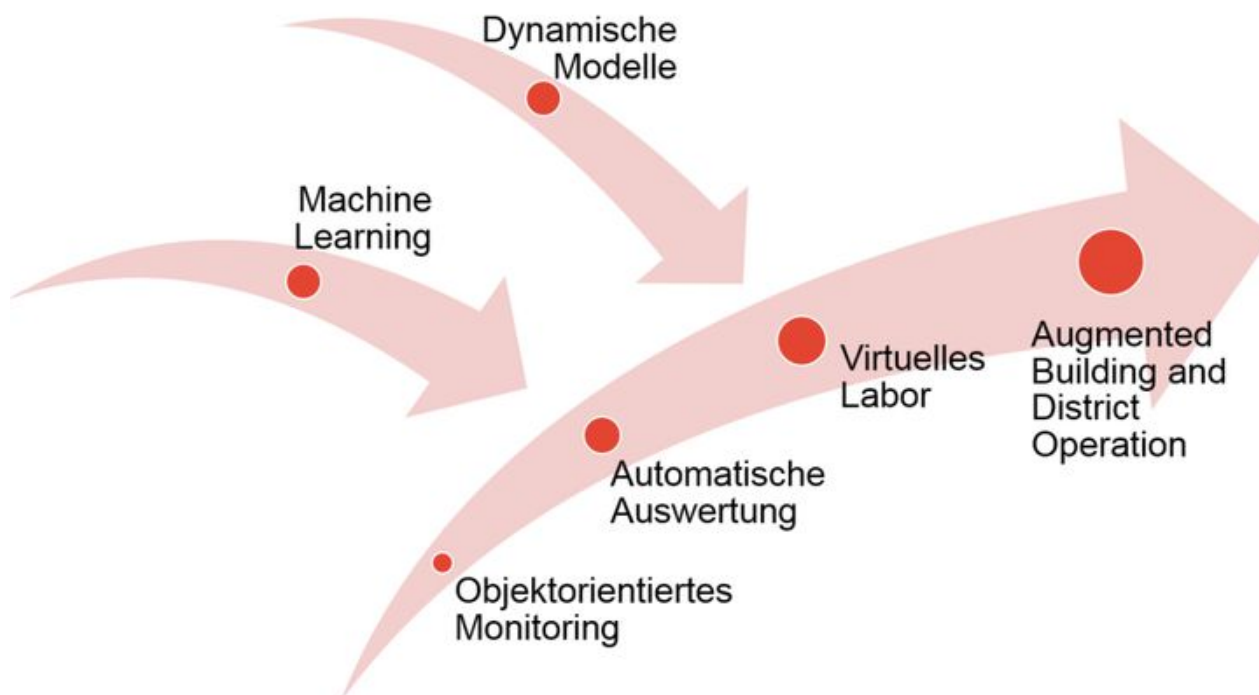 Dynamische
Modelle
Machine
Learning
Virtuelles
Labor
Augmented
Building and
District
Operation
Automatische
Auswertung
Objektorientiertes
Monitoring